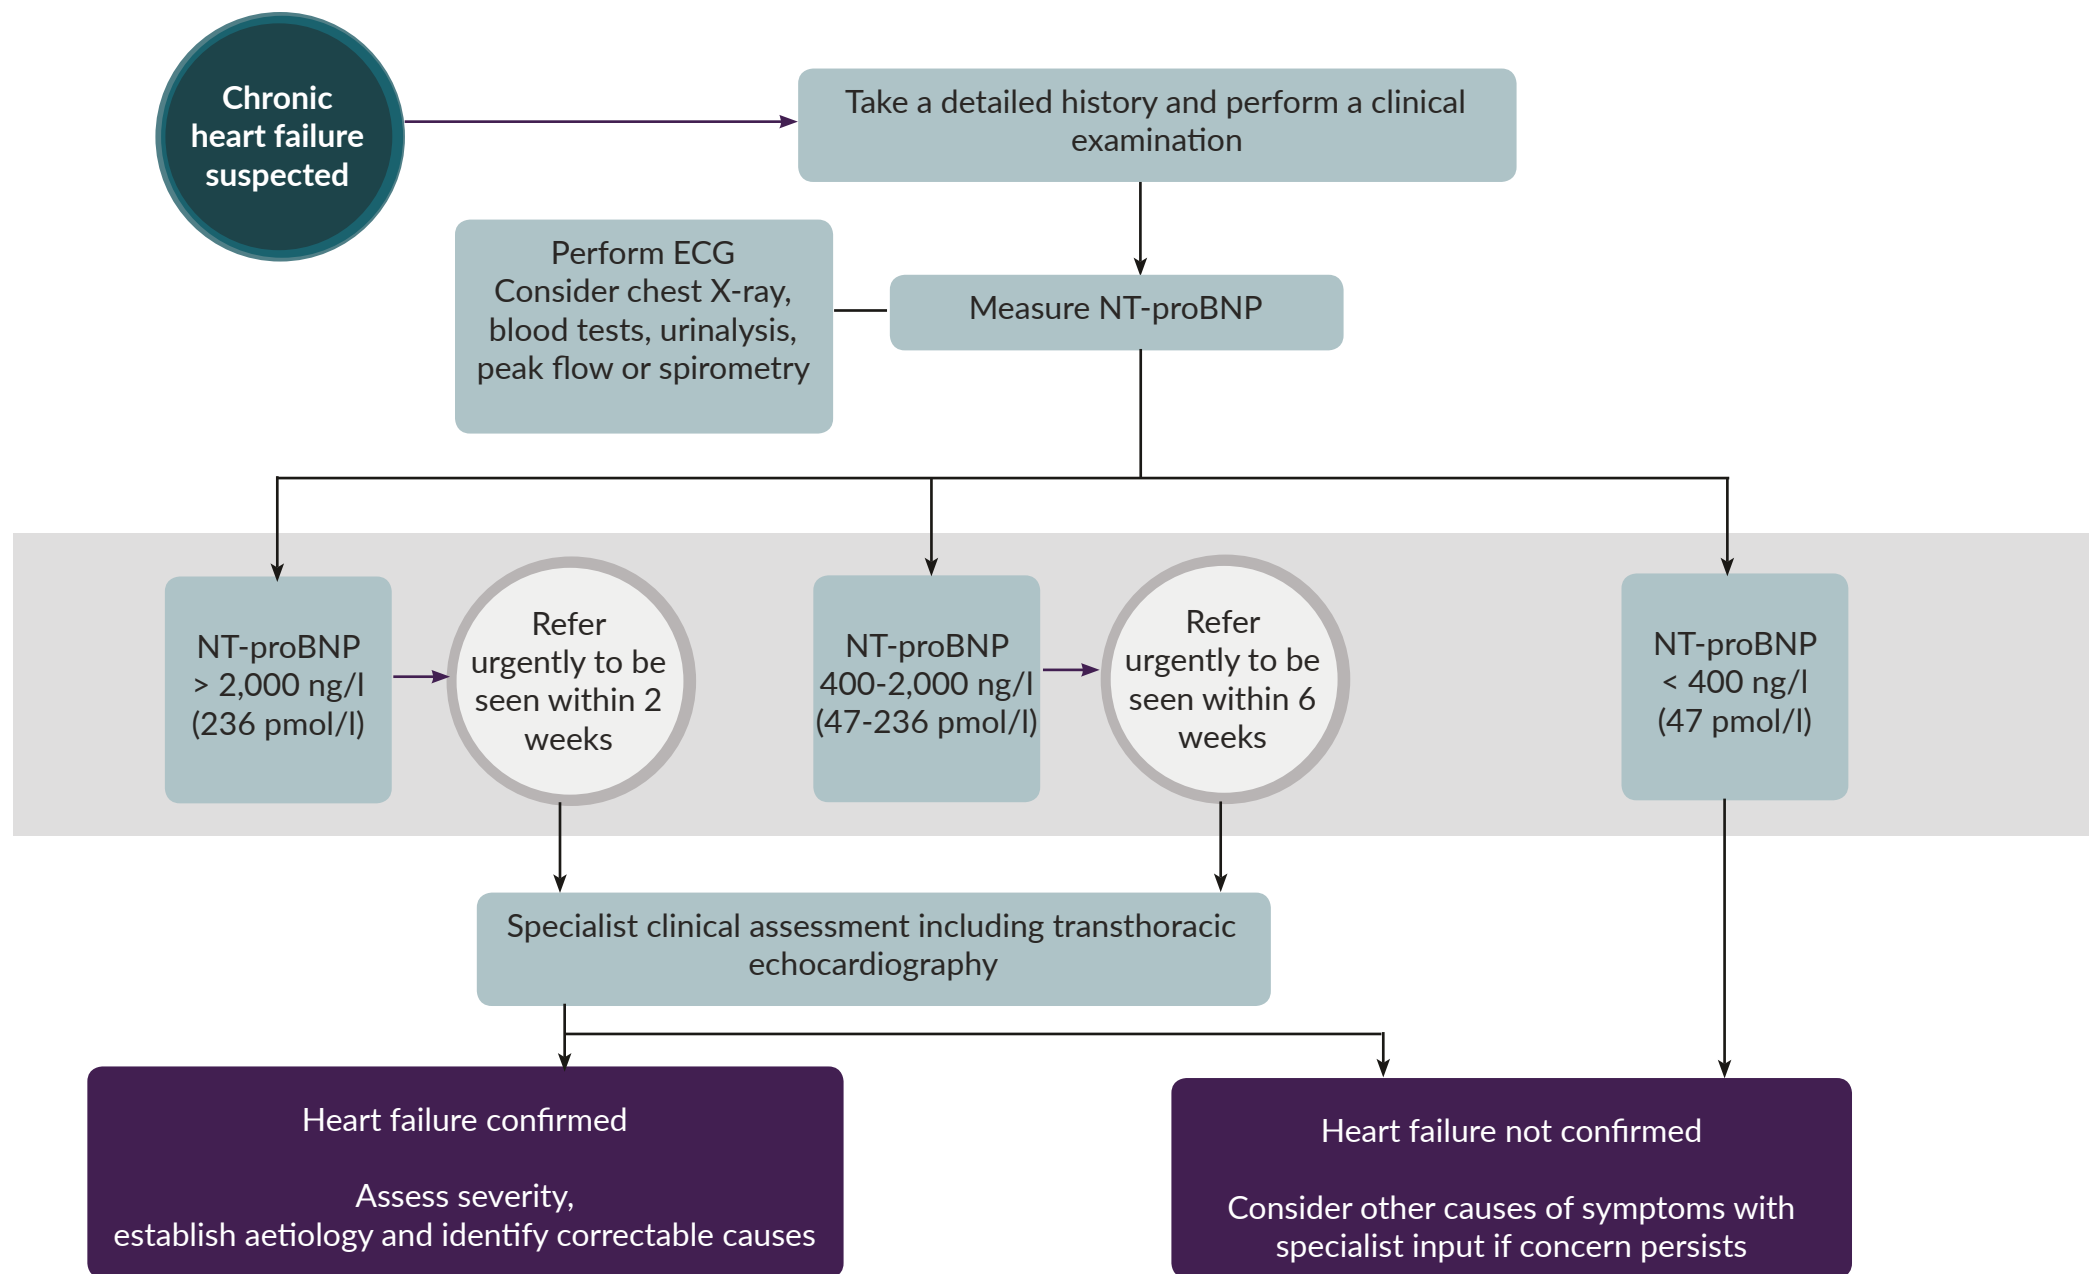 Chronic
heart failure
suspected
Take a detailed history and perform a clinical
examination
Perform ECG
Consider chest X-ray,
blood tests, urinalysis,
peak flow or spirometry
Measure NT-proBNP
NT-proBNP
> 2,000 ng/l
(236 pmol/l)
Refer
urgently to be
seen within 2
weeks
NT-proBNP
400-2,000 ng/l
(47-236 pmol/l)
Refer
urgently to be
seen within 6
weeks
NT-proBNP
< 400 ng/l
(47 pmol/l)
Specialist clinical assessment including transthoracic
echocardiography
Heart failure confirmed
Assess severity,
establish aetiology and identify correctable causes
Heart failure not confirmed
Consider other causes of symptoms with
specialist input if concern persists